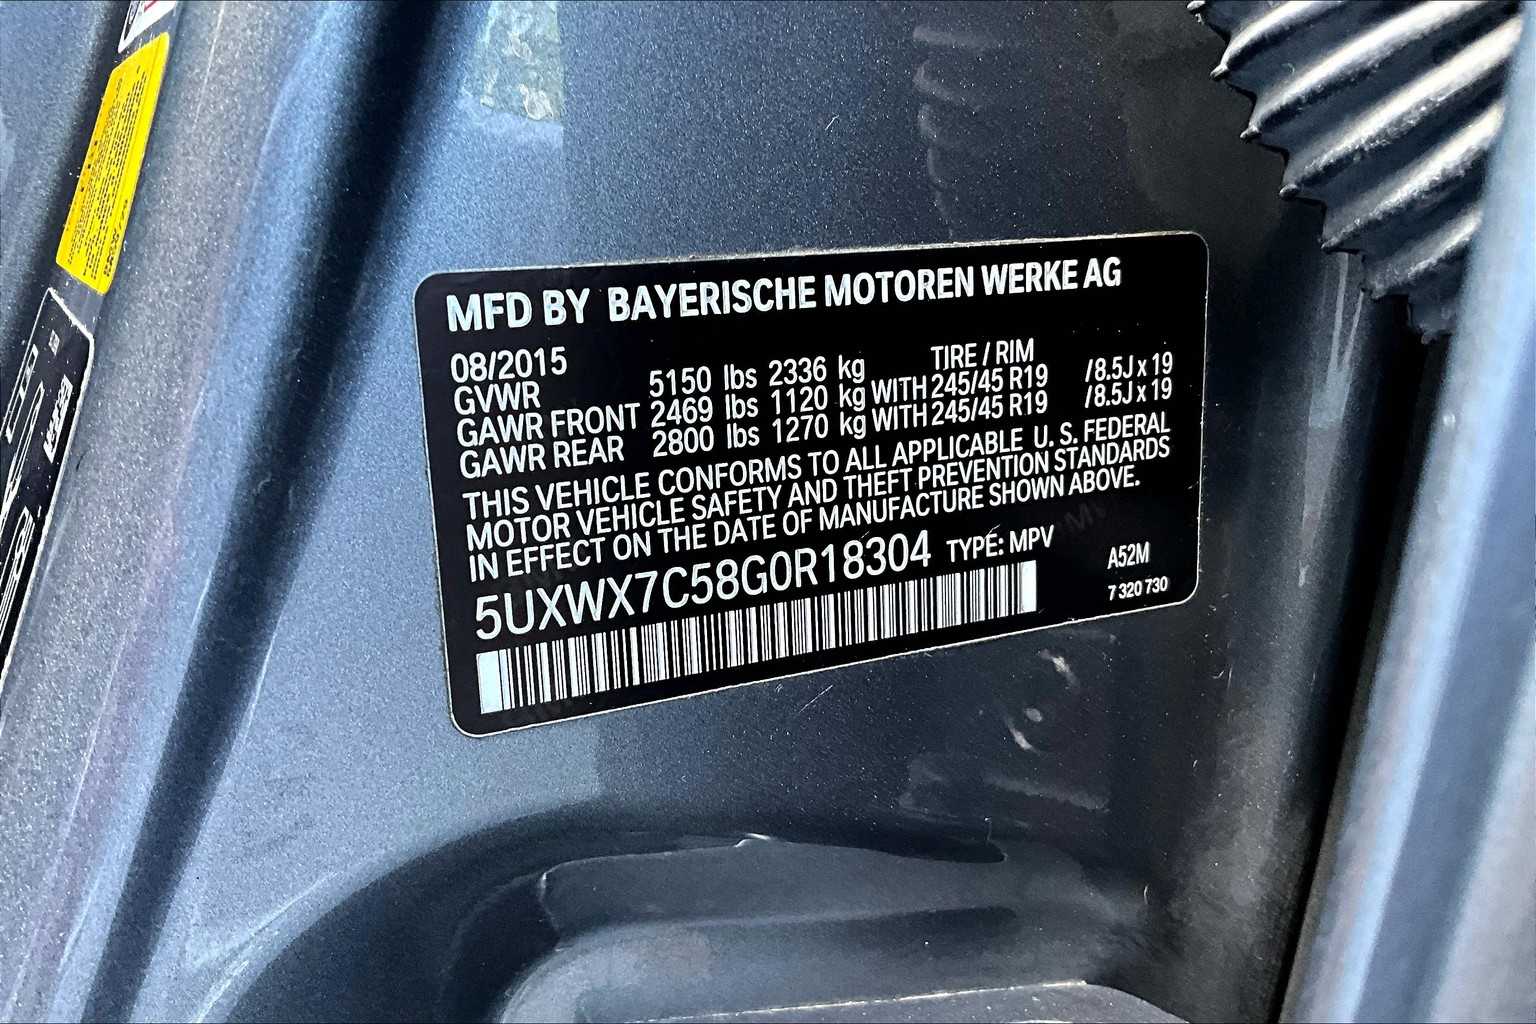 MFD BY BAYERISCHE MOTOREN WERKE AG
08/2015 TIRE / RIM
GVWR 5150 lbs 2336 kg
GAWR FRONT 2469 lbs 1120 kg WITH 245/45 R19 /8.5J x 19
GAWR REAR 2800 lbs 1270 kg WITH 245/45 R19 /8.5J x 19
THIS VEHICLE CONFORMS TO ALL APPLICABLE U. S. FEDERAL
MOTOR VEHICLE SAFETY AND THEFT PREVENTION STANDARDS
IN EFFECT ON THE DATE OF MANUFACTURE SHOWN ABOVE.
5UXWX7C58G0R18304 TYPE: MPV A52M
7 320 730